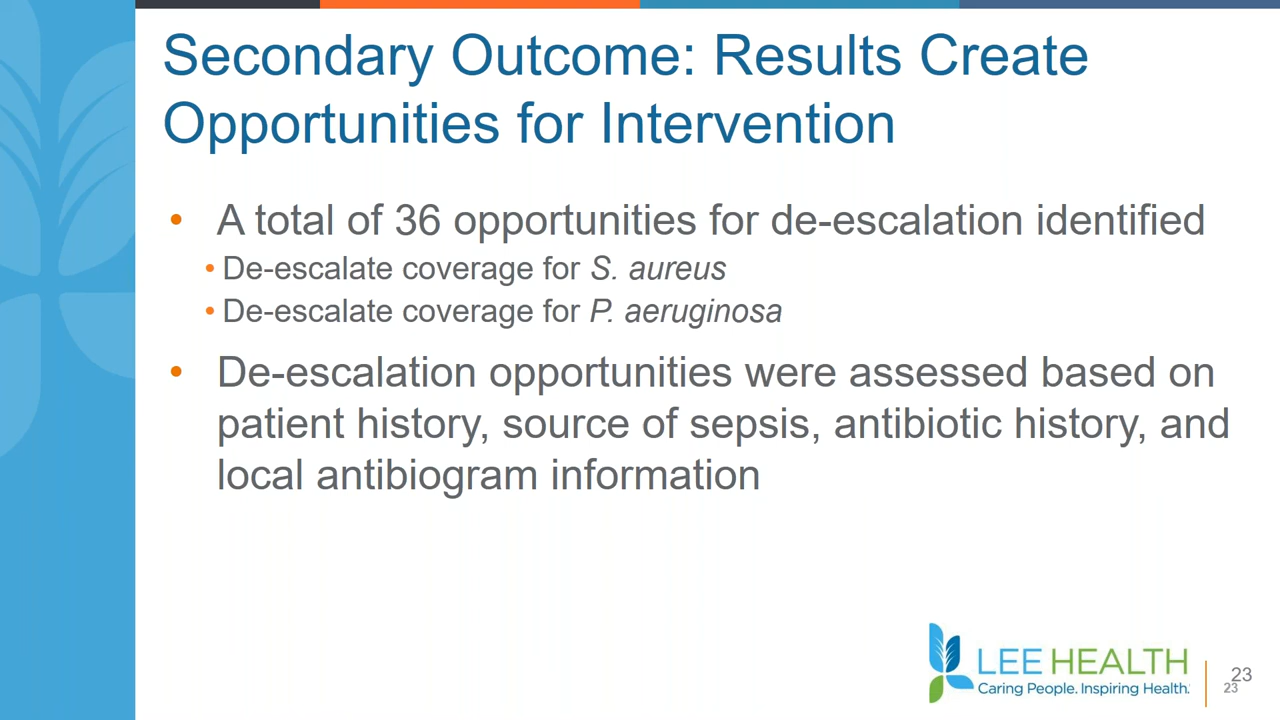 Secondary Outcome: Results Create
Opportunities for Intervention
• A total of 36 opportunities for de-escalation identified
• De-escalate coverage for S. aureus
• De-escalate coverage for P. aeruginosa
• De-escalation opportunities were assessed based on
patient history, source of sepsis, antibiotic history, and
local antibiogram information
LEE HEALTH
Caring People. Inspiring Health.
23
23